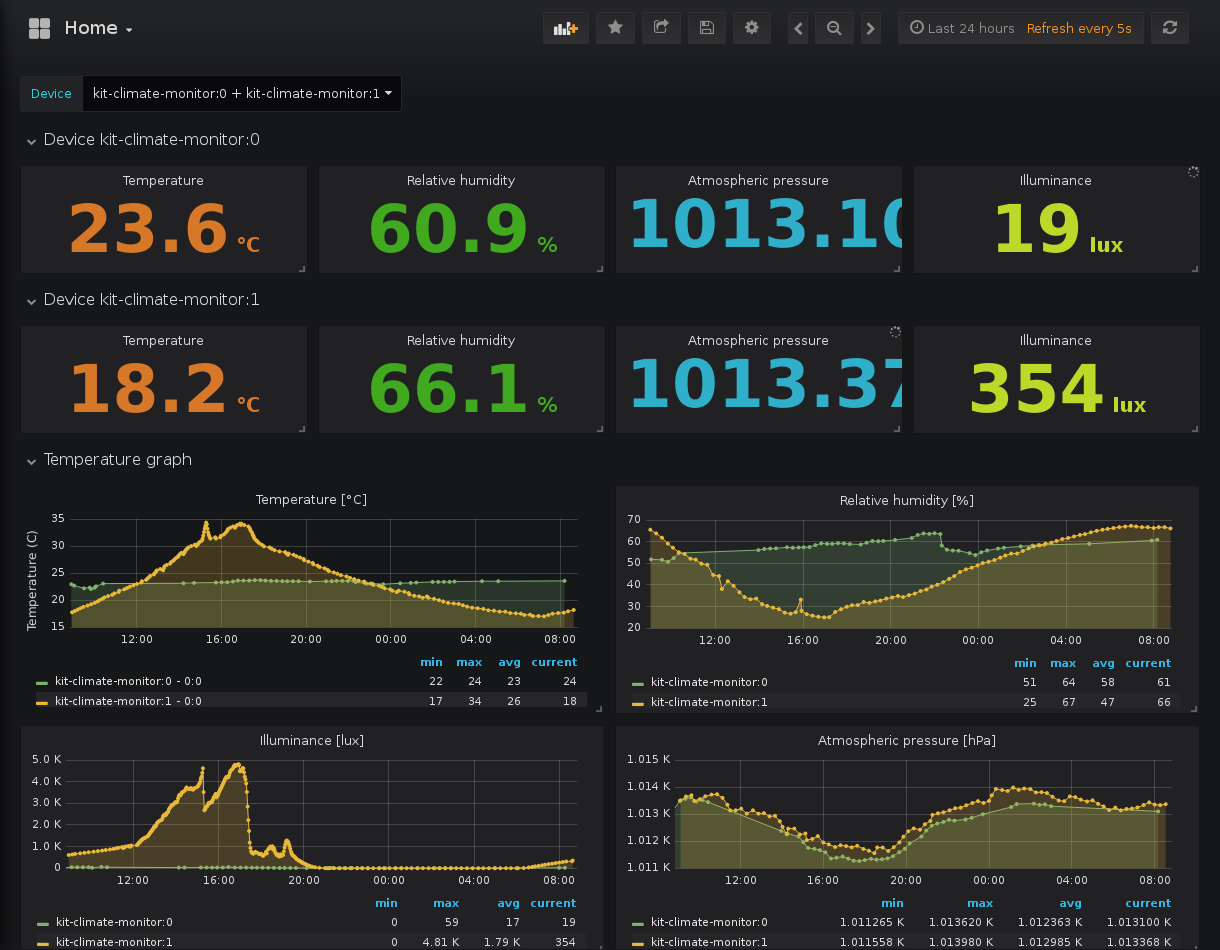 Home
Last 24 hours Refresh every 5s
Device kit-climate-monitor:0 + kit-climate-monitor:1
Device kit-climate-monitor:0
Temperature Relative humidity Atmospheric pressure Illuminance
23.6 °C 60.9 % 1013.10 19 lux
Device kit-climate-monitor:1
Temperature Relative humidity Atmospheric pressure Illuminance
18.2 °C 66.1 % 1013.37 354 lux
Temperature graph
Temperature [°C]
Temperature (C)
35
30
25
20
15
12:00 16:00 20:00 00:00 04:00 08:00
min max avg current
kit-climate-monitor:0 - 0:0 22 24 23 24
kit-climate-monitor:1 - 0:0 17 34 26 18
Relative humidity [%]
70
60
50
40
30
20
12:00 16:00 20:00 00:00 04:00 08:00
min max avg current
kit-climate-monitor:0 51 64 58 61
kit-climate-monitor:1 25 67 47 66
Illuminance [lux]
5.0 K
4.0 K
3.0 K
2.0 K
1.0 K
0
12:00 16:00 20:00 00:00 04:00 08:00
min max avg current
kit-climate-monitor:0 0 59 17 19
kit-climate-monitor:1 0 4.81 K 1.79 K 354
Atmospheric pressure [hPa]
1.015 K
1.014 K
1.013 K
1.012 K
1.011 K
12:00 16:00 20:00 00:00 04:00 08:00
min max avg current
kit-climate-monitor:0 1.011265 K 1.013620 K 1.012363 K 1.013100 K
kit-climate-monitor:1 1.011558 K 1.013980 K 1.012985 K 1.013368 K